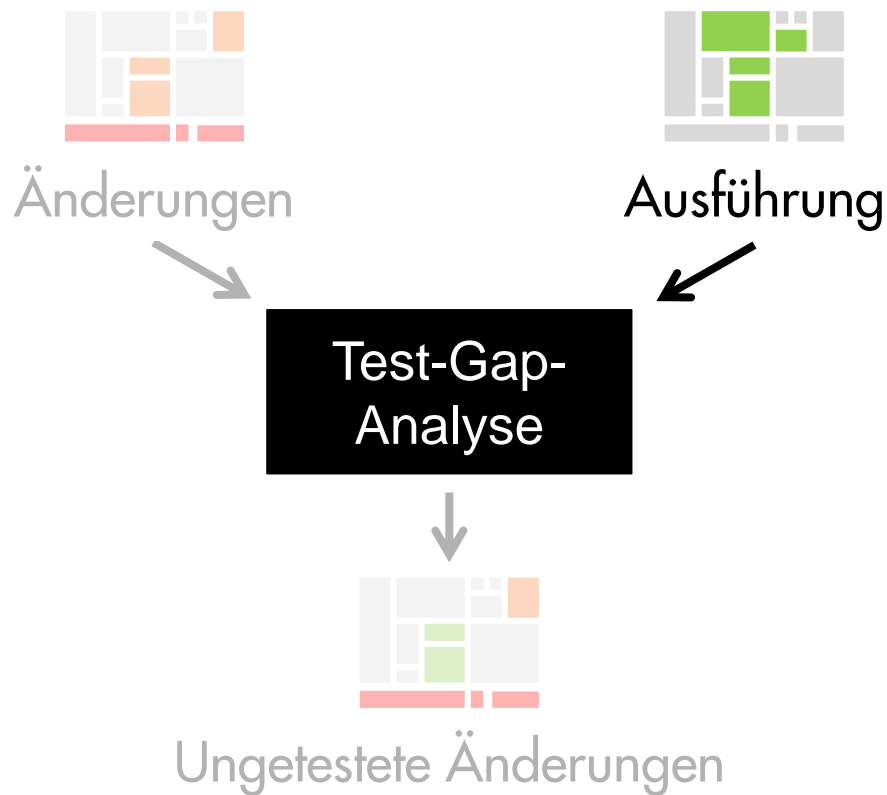 Änderungen
Ausführung
Test-Gap-
Analyse
Ungetestete Änderungen